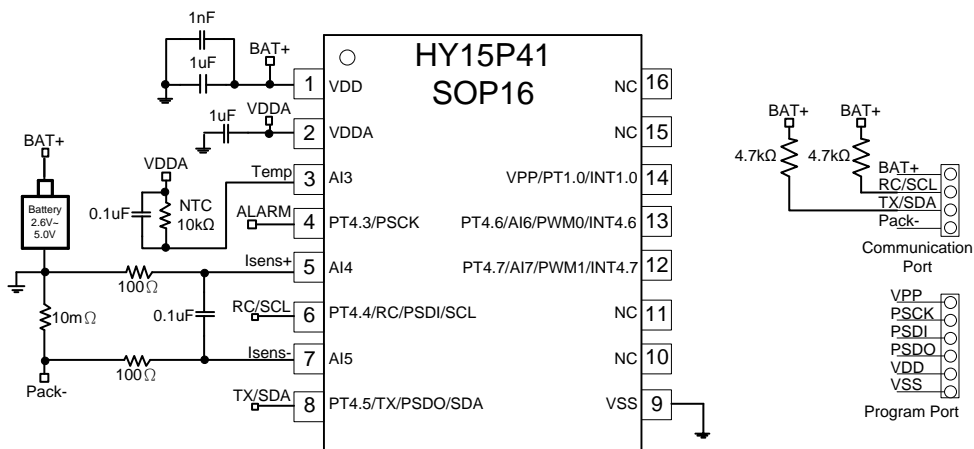 1nF
1uF
BAT+
HY15P41
SOP16
1 VDD
NC 16
1uF
VDDA
2 VDDA
NC 15
BAT+
Battery
2.6V~
5.0V
VDDA
0.1uF
NTC
10kΩ
Temp
3 AI3
VPP/PT1.0/INT1.0 14
ALARM
4 PT4.3/PSCK
PT4.6/AI6/PWM0/INT4.6 13
Isens+
5 AI4
PT4.7/AI7/PWM1/INT4.7 12
100Ω
10mΩ
0.1uF
RC/SCL
6 PT4.4/RC/PSDI/SCL
NC 11
Isens-
7 AI5
NC 10
100Ω
Pack-
TX/SDA
8 PT4.5/TX/PSDO/SDA
VSS 9
BAT+
BAT+
4.7kΩ
4.7kΩ
BAT+
RC/SCL
TX/SDA
Pack-
Communication
Port
VPP
PSCK
PSDI
PSDO
VDD
VSS
Program Port